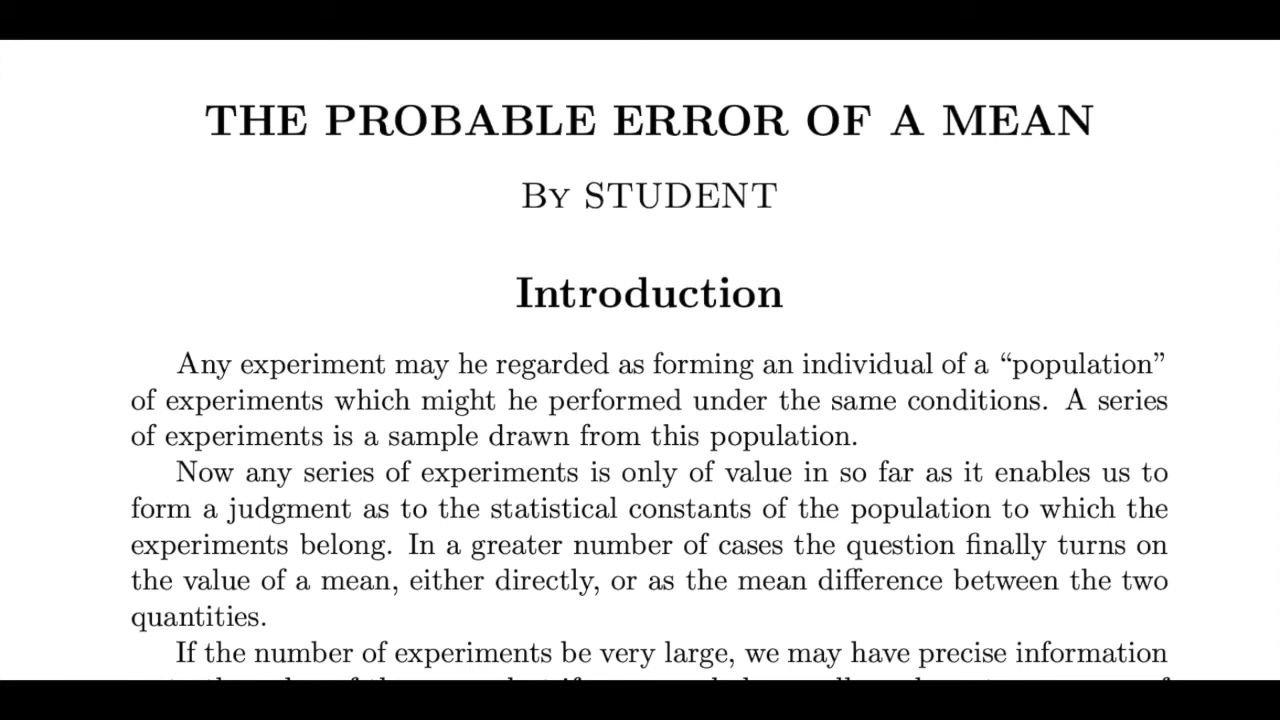 THE PROBABLE ERROR OF A MEAN
By STUDENT
Introduction
Any experiment may he regarded as forming an individual of a “population”
of experiments which might he performed under the same conditions. A series
of experiments is a sample drawn from this population.
Now any series of experiments is only of value in so far as it enables us to
form a judgment as to the statistical constants of the population to which the
experiments belong. In a greater number of cases the question finally turns on
the value of a mean, either directly, or as the mean difference between the two
quantities.
If the number of experiments be very large, we may have precise information